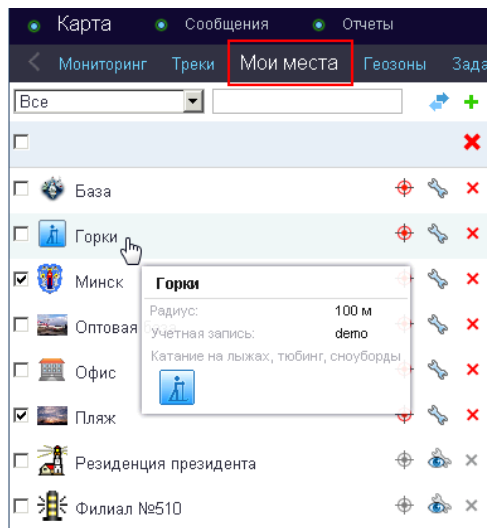 Карта Сообщения Отчеты
Мониторинг Треки Мои места Геозоны Зада
Все
База
Горки
Минск
Горки
Радиус: 100 м
Оптовая
Учетная запись: demo
Катание на лыжах, тюбинг, сноуборды
Офис
Пляж
Резиденция президента
Филиал №510